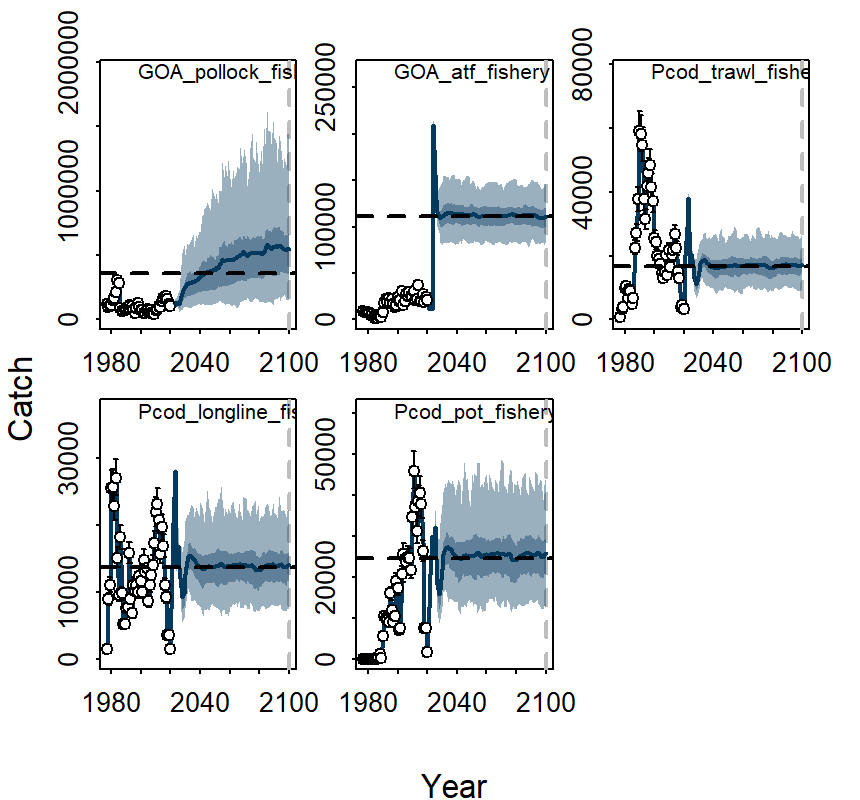 GOA_pollock_fis
GOA_atf_fishery
Pcod_trawl_fishe
2000000
1000000
0
250000
100000
0
80000
40000
0
1980 2040 2100
1980 2040 2100
1980 2040 2100
Catch
Pcod_longline_fis
Pcod_pot_fishery
30000
10000
0
50000
20000
0
1980 2040 2100
1980 2040 2100
Year